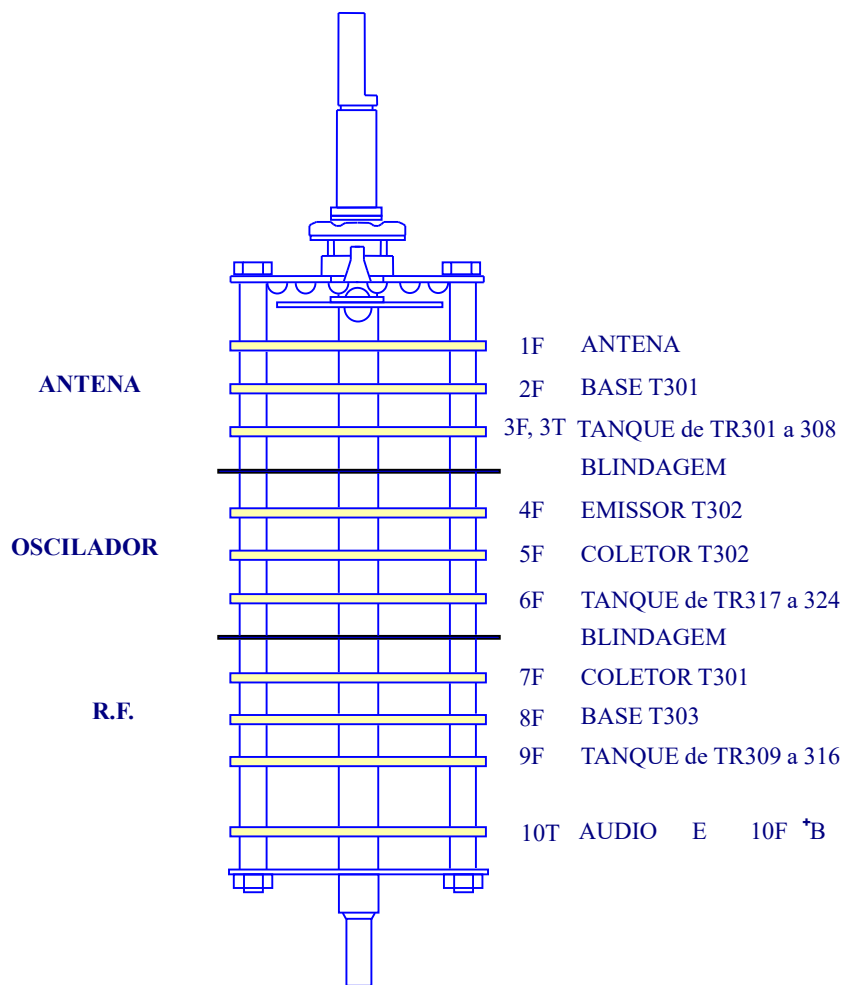 1F ANTENA
ANTENA
2F BASE T301
3F, 3T TANQUE de TR301 a 308
BLINDAGEM
4F EMISSOR T302
OSCILADOR
5F COLETOR T302
6F TANQUE de TR317 a 324
BLINDAGEM
7F COLETOR T301
R.F.
8F BASE T303
9F TANQUE de TR309 a 316
10T AUDIO E 10F +B